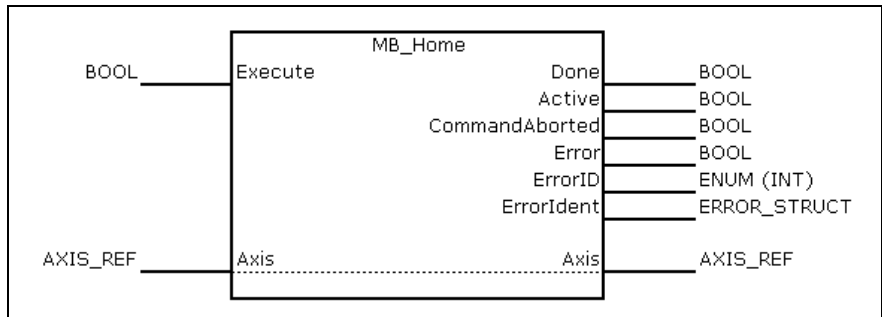 MB_Home
BOOL Execute Done BOOL
Active BOOL
CommandAborted BOOL
Error BOOL
ErrorID ENUM (INT)
ErrorIdent ERROR_STRUCT
AXIS_REF Axis Axis AXIS_REF